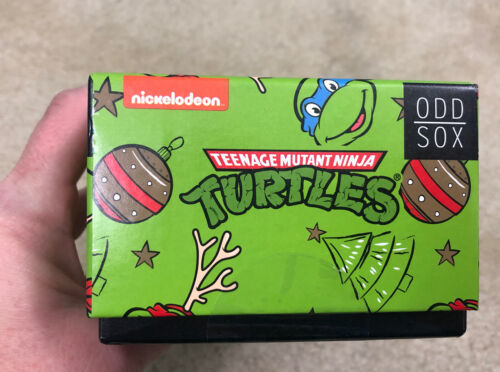 nickelodeon
ODD
SOX
TEENAGE MUTANT NINJA
TURTLES®